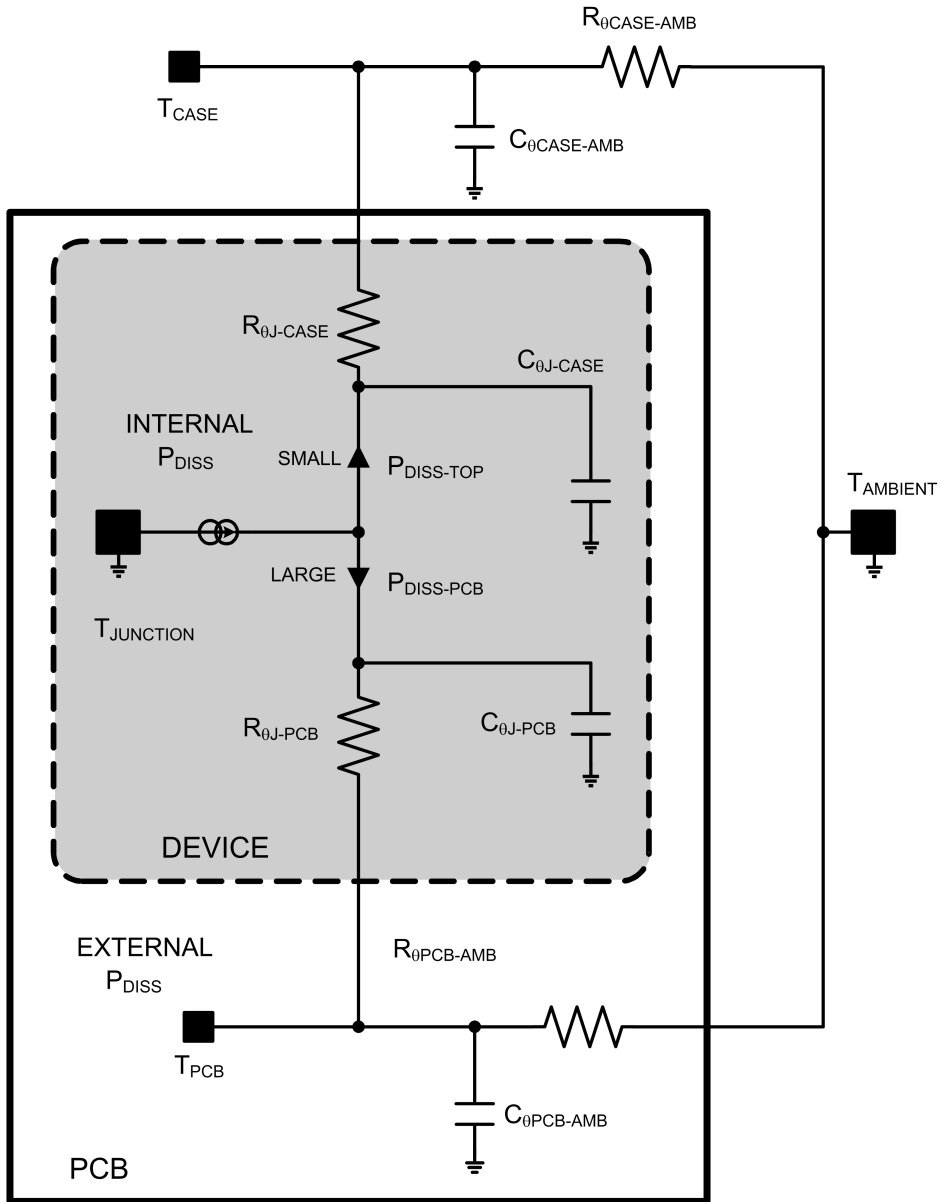 RθCASE-AMB
TCASE
CθCASE-AMB
RθJ-CASE
CθJ-CASE
INTERNAL
PDISS
SMALL
PDISS-TOP
TAMBIENT
LARGE
PDISS-PCB
TJUNCTION
RθJ-PCB
CθJ-PCB
DEVICE
EXTERNAL
PDISS
RθPCB-AMB
TPCB
CθPCB-AMB
PCB